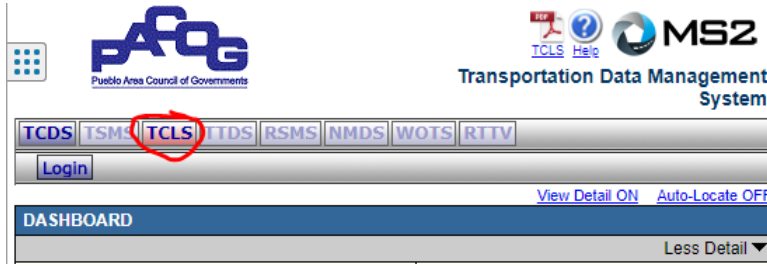 PACOG
Pueblo Area Council of Governments
PDF
TCLS Help
MS2
Transportation Data Management
System
TCDS TSMS TCLS TTDS RSMS NMDS WOTS RTTV
Login
View Detail ON Auto-Locate OFF
DASHBOARD
Less Detail